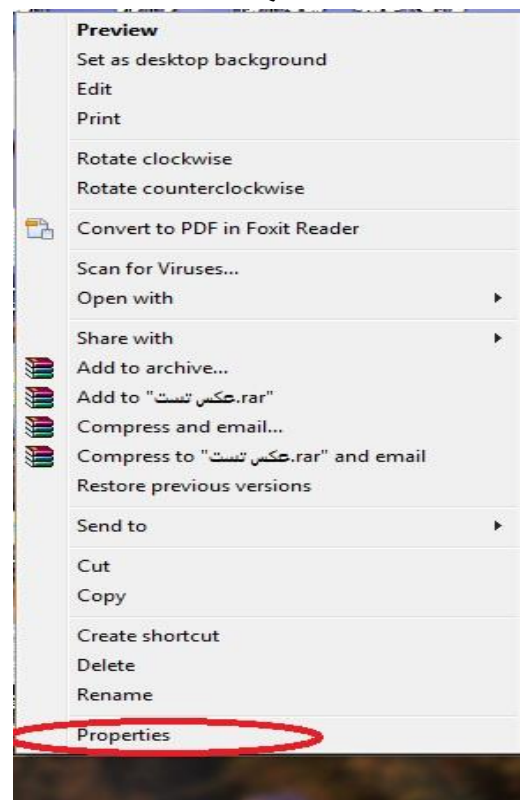 Preview
Set as desktop background
Edit
Print
Rotate clockwise
Rotate counterclockwise
Convert to PDF in Foxit Reader
Scan for Viruses...
Open with
Share with
Add to archive...
Add to "عکس تست.rar"
Compress and email...
Compress to "عکس تست.rar" and email
Restore previous versions
Send to
Cut
Copy
Create shortcut
Delete
Rename
Properties